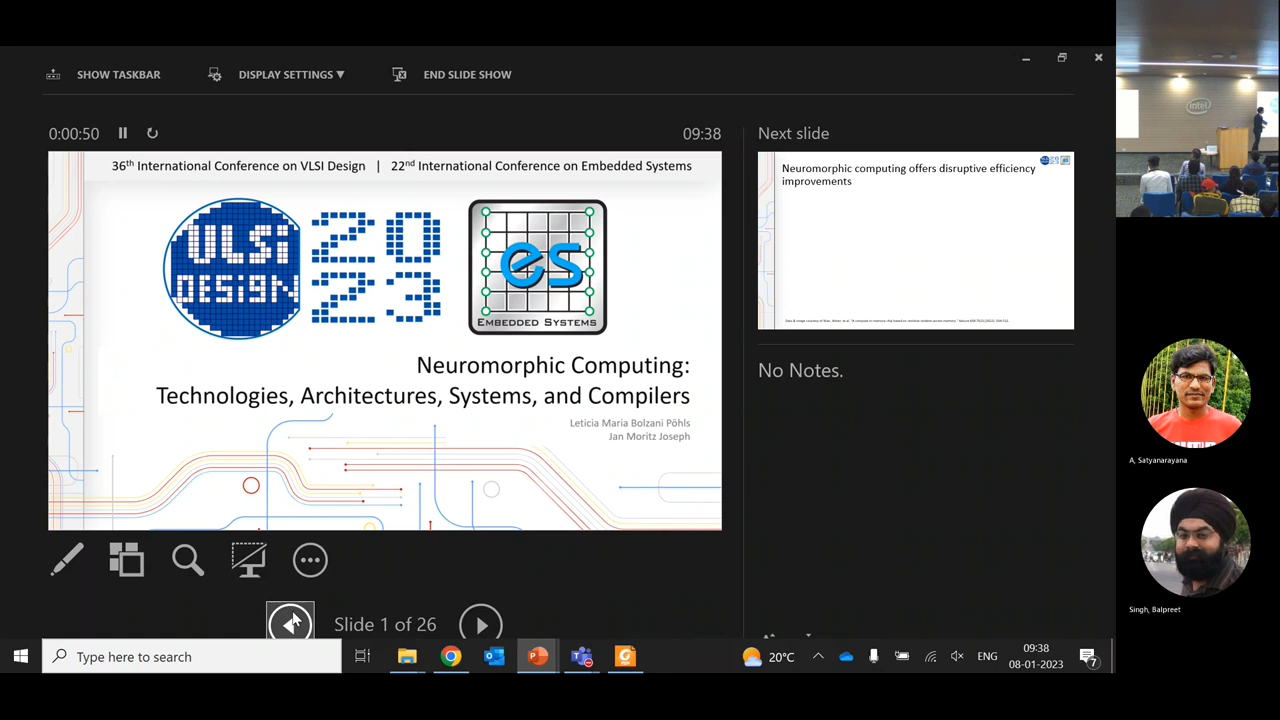 SHOW TASKBAR
DISPLAY SETTINGS ▼
END SLIDE SHOW
0:00:50
09:38
Next slide
36th International Conference on VLSI Design | 22nd International Conference on Embedded Systems
VLSI
DESIGN
20
23
es
EMBEDDED SYSTEMS
Neuromorphic Computing:
Technologies, Architectures, Systems, and Compilers
Leticia Maria Bolzani Pöhls
Jan Moritz Joseph
Neuromorphic computing offers disruptive efficiency
improvements
No Notes.
Slide 1 of 26
Type here to search
20°C
ENG
09:38
08-01-2023
7
intel
A, Satyanarayana
Singh, Balpreet